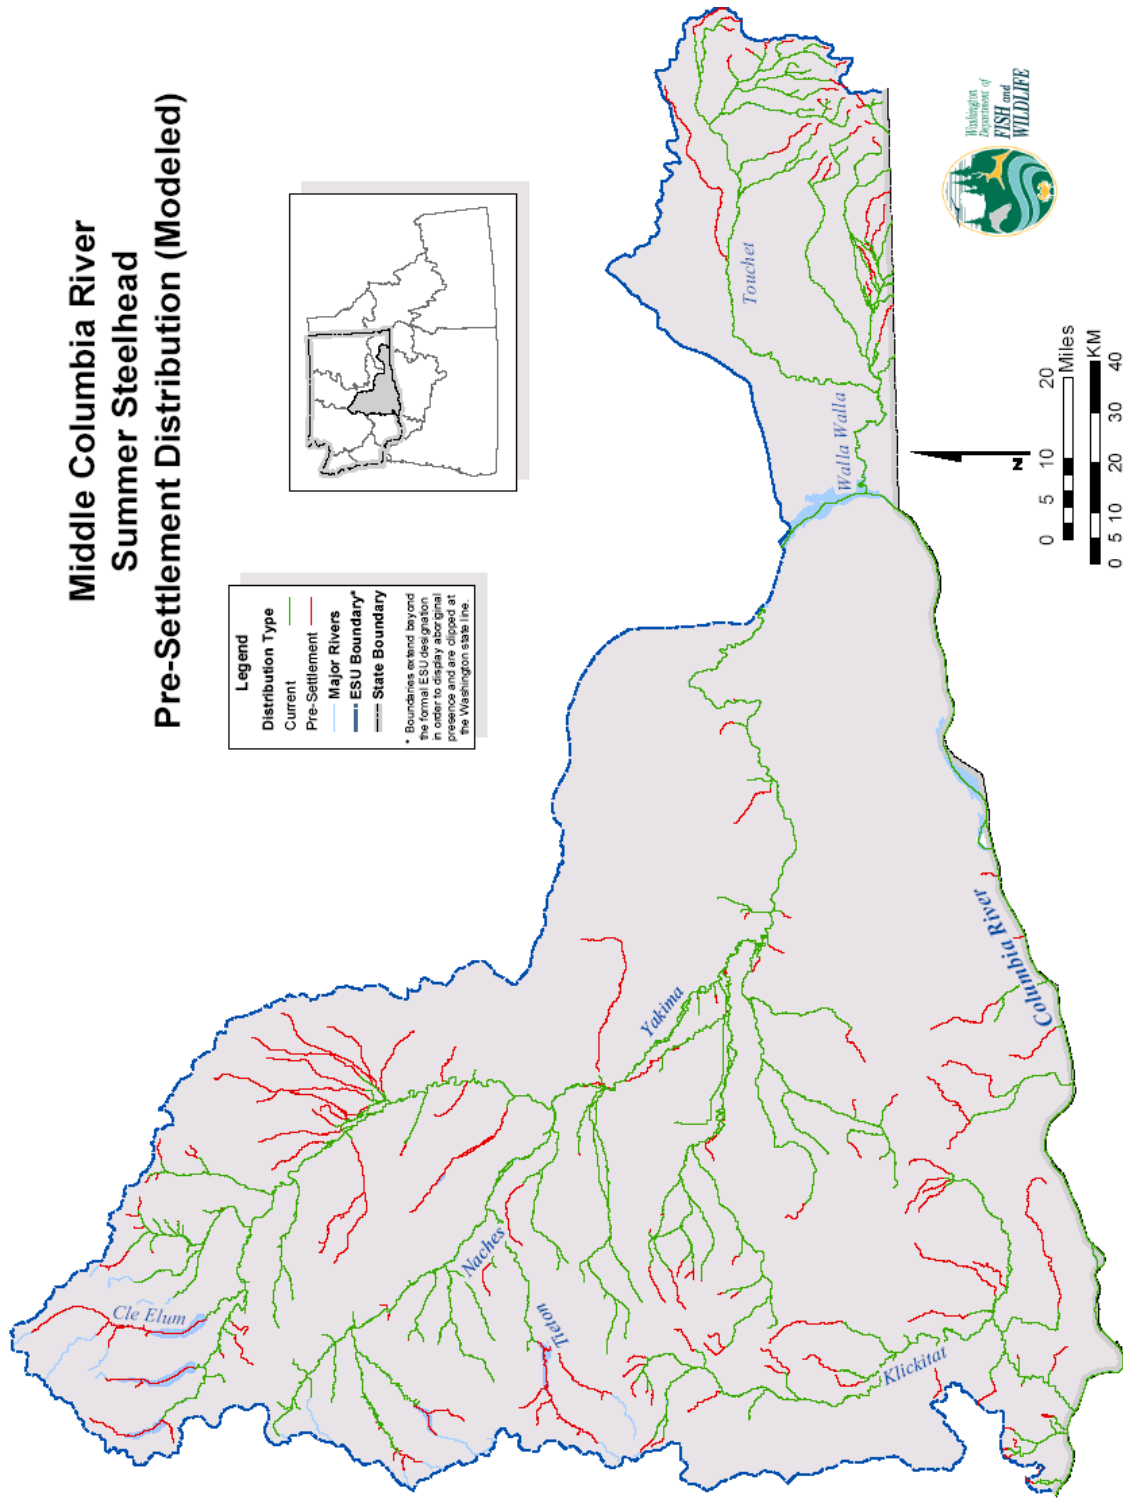 Middle Columbia River
Summer Steelhead
Pre-Settlement Distribution (Modeled)
Legend
Distribution Type
Current
Pre-Settlement
Major Rivers
ESU Boundary*
State Boundary
* Boundaries extend beyond
the formal ESU designation
in order to display aboriginal
presence and are clipped at
the Washington state line.
Cle Elum
Naches
Tieton
Yakima
Klickitat
Columbia River
Walla Walla
Touchet
Washington
Department of
FISH and
WILDLIFE
N
0 5 10 20
Miles
0 5 10 20 30 40
KM